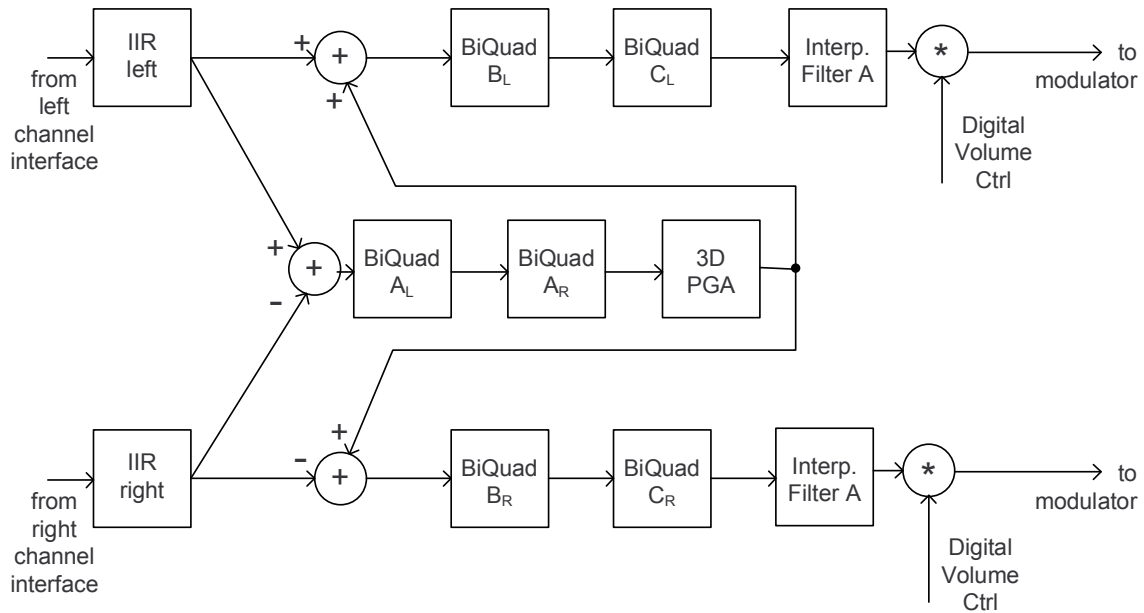 IIR
left
from
left
channel
interface
+
+
+
BiQuad
BL
BiQuad
CL
Interp.
Filter A
*
to
modulator
Digital
Volume
Ctrl
+
+
-
BiQuad
AL
BiQuad
AR
3D
PGA
IIR
right
from
right
channel
interface
+
-
+
BiQuad
BR
BiQuad
CR
Interp.
Filter A
*
to
modulator
Digital
Volume
Ctrl